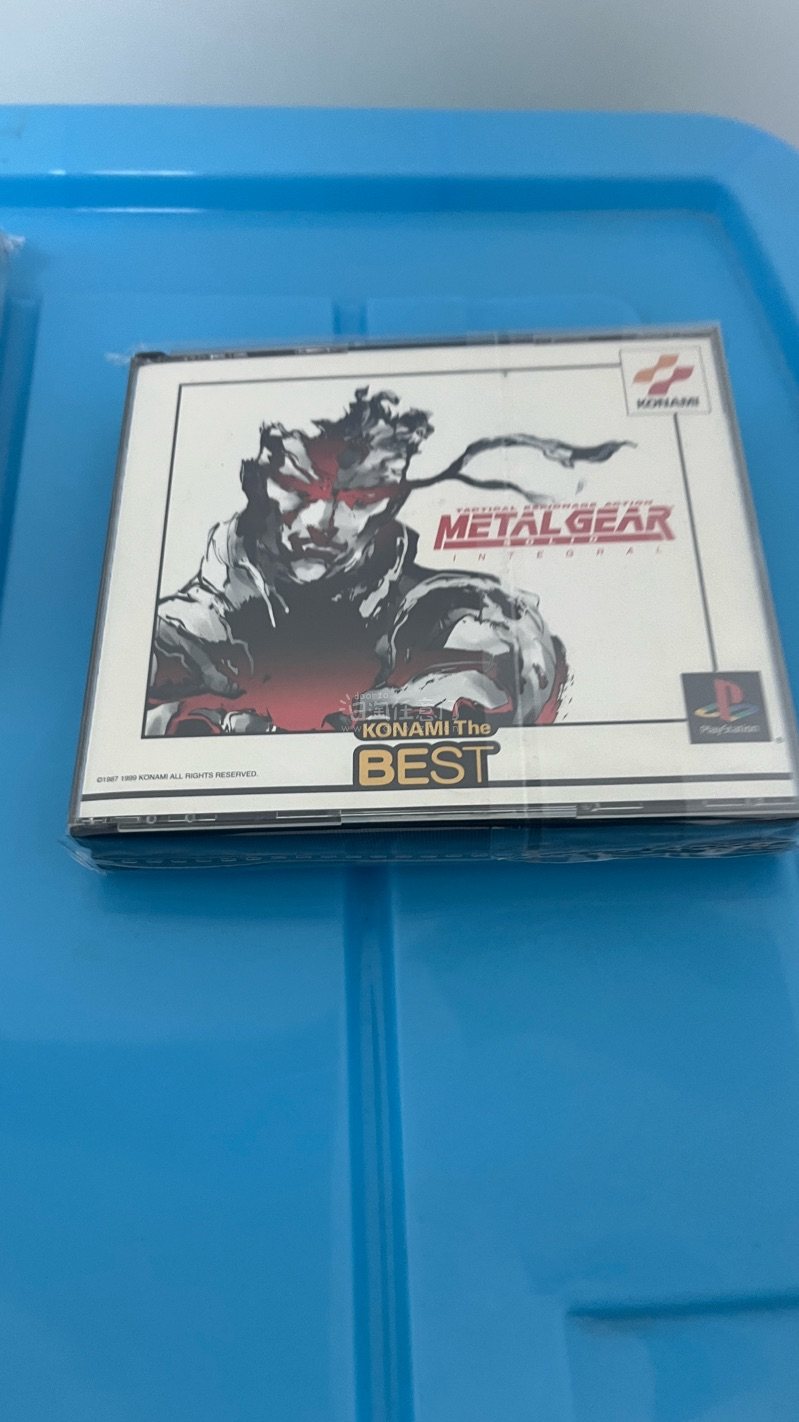 KONAMI
TACTICAL ESPIONAGE ACTION
METAL GEAR
SOLID
INTEGRAL
PlayStation
KONAMI The
BEST
©1987 1999 KONAMI ALL RIGHTS RESERVED.